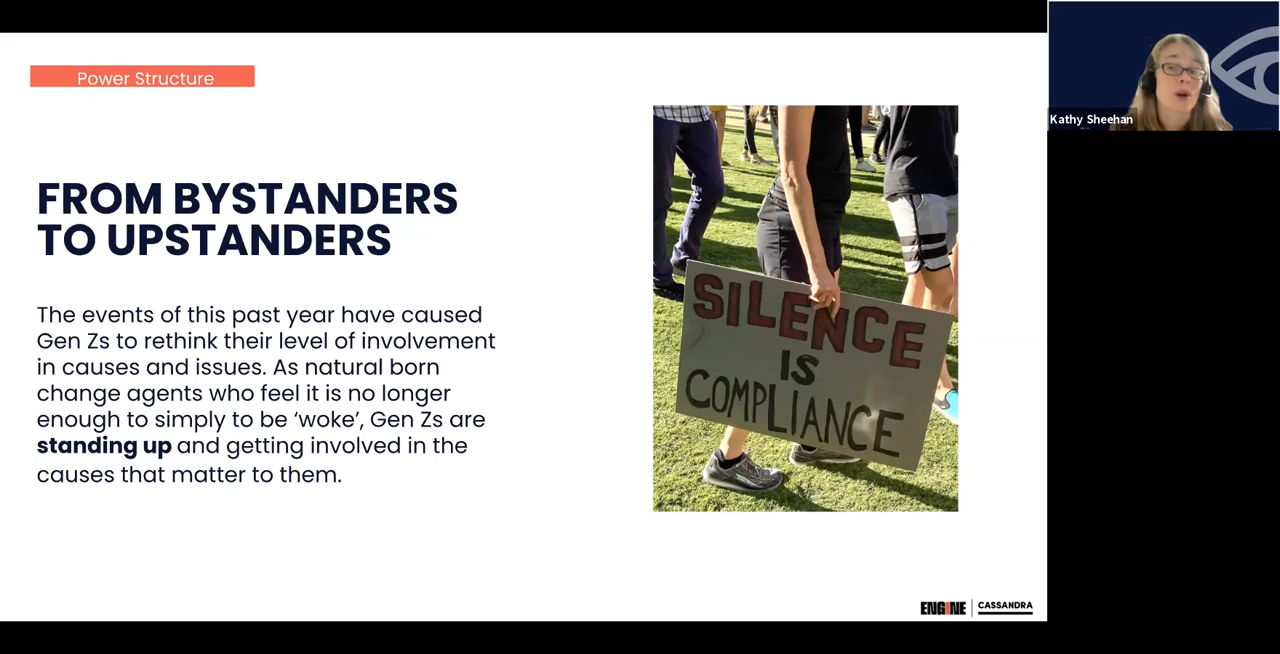 Power Structure
FROM BYSTANDERS
TO UPSTANDERS
The events of this past year have caused
Gen Zs to rethink their level of involvement
in causes and issues. As natural born
change agents who feel it is no longer
enough to simply to be ‘woke’, Gen Zs are
standing up and getting involved in the
causes that matter to them.
SILENCE
IS
COMPLIANCE
ENGINE | CASSANDRA
Kathy Sheehan